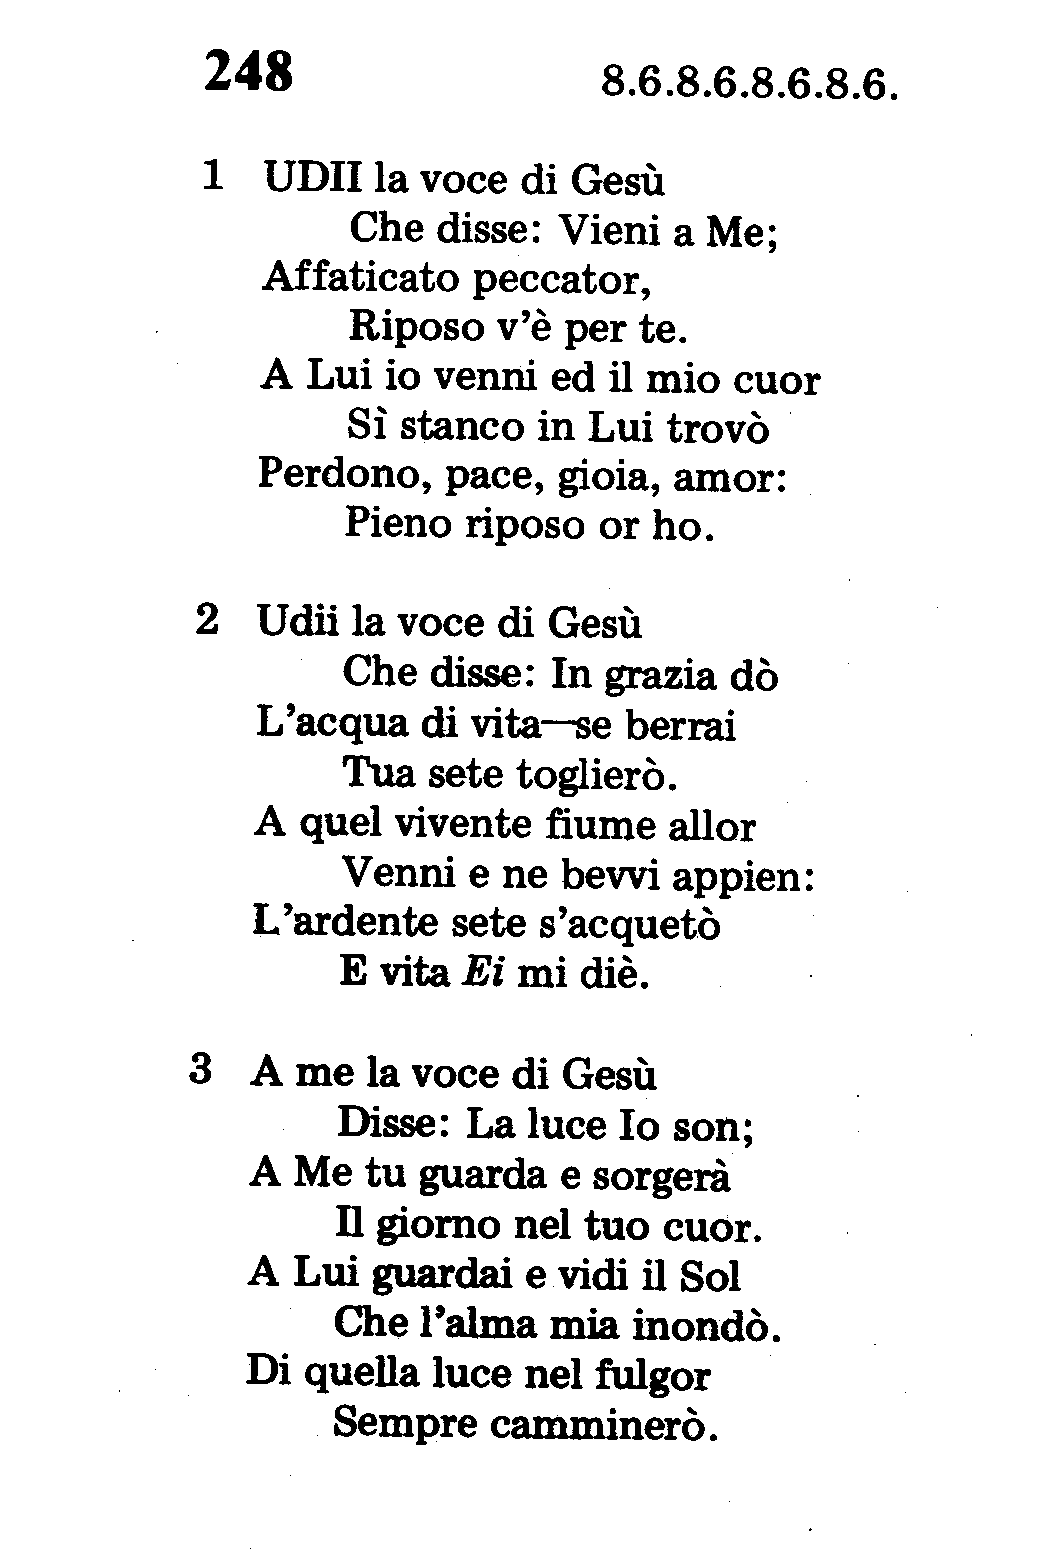 248 8.6.8.6.8.6.8.6.
1 UDII la voce di Gesù
Che disse: Vieni a Me;
Affaticato peccator,
Riposo v'è per te.
A Lui io venni ed il mio cuor
Sì stanco in Lui trovò
Perdono, pace, gioia, amor:
Pieno riposo or ho.
2 Udii la voce di Gesù
Che disse: In grazia dò
L'acqua di vita—se berrai
Tua sete toglierò.
A quel vivente fiume allor
Venni e ne bevvi appien:
L'ardente sete s'acquetò
E vita Ei mi diè.
3 A me la voce di Gesù
Disse: La luce Io son;
A Me tu guarda e sorgerà
Il giorno nel tuo cuor.
A Lui guardai e vidi il Sol
Che l'alma mia inondò.
Di quella luce nel fulgor
Sempre camminerò.